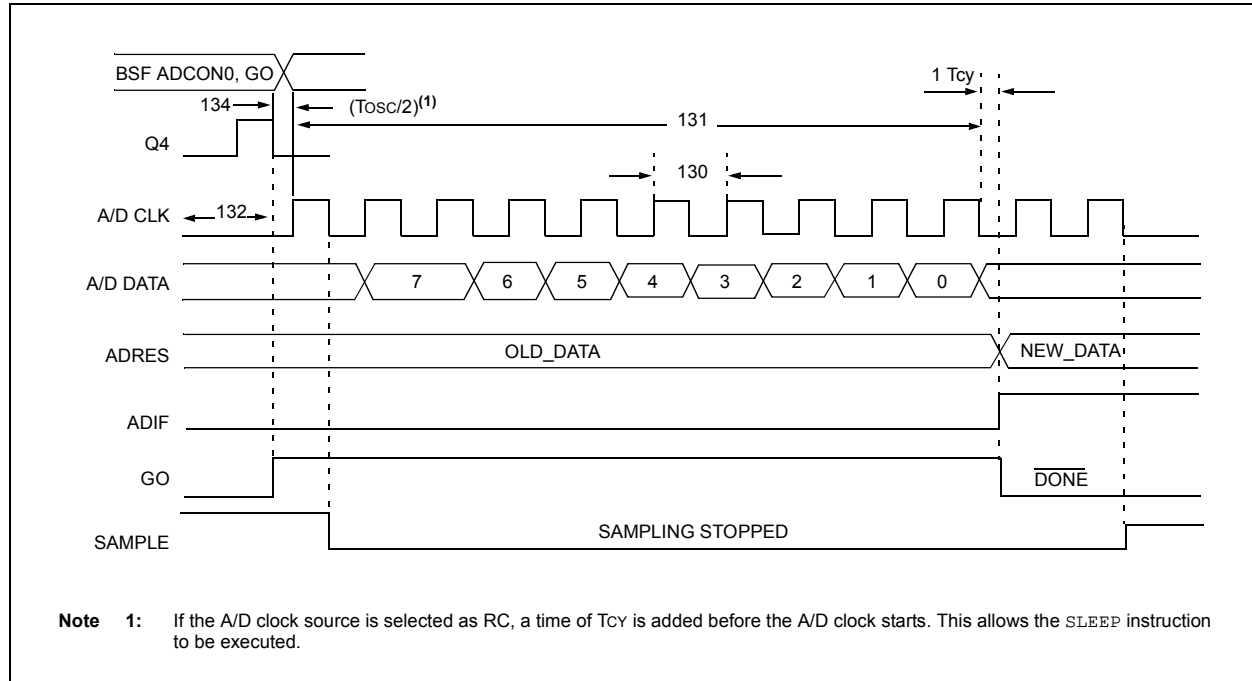 BSF ADCON0, GO
1 TCY
134
(TOSC/2)(1)
131
Q4
130
A/D CLK
132
A/D DATA
7 6 5 4 3 2 1 0
ADRES
OLD_DATA
NEW_DATA
ADIF
GO
DONE
SAMPLE
SAMPLING STOPPED
Note 1: If the A/D clock source is selected as RC, a time of TCY is added before the A/D clock starts. This allows the SLEEP instruction
to be executed.